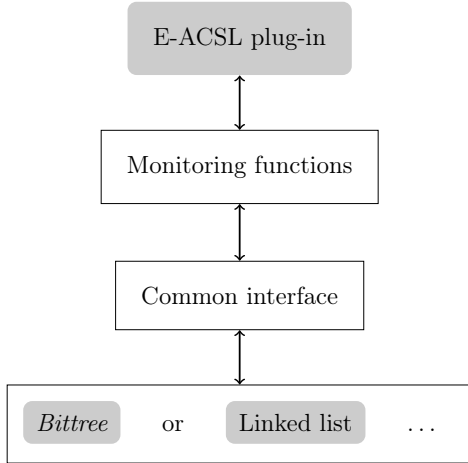 E-ACSL plug-in
Monitoring functions
Common interface
Bittree or Linked list ...